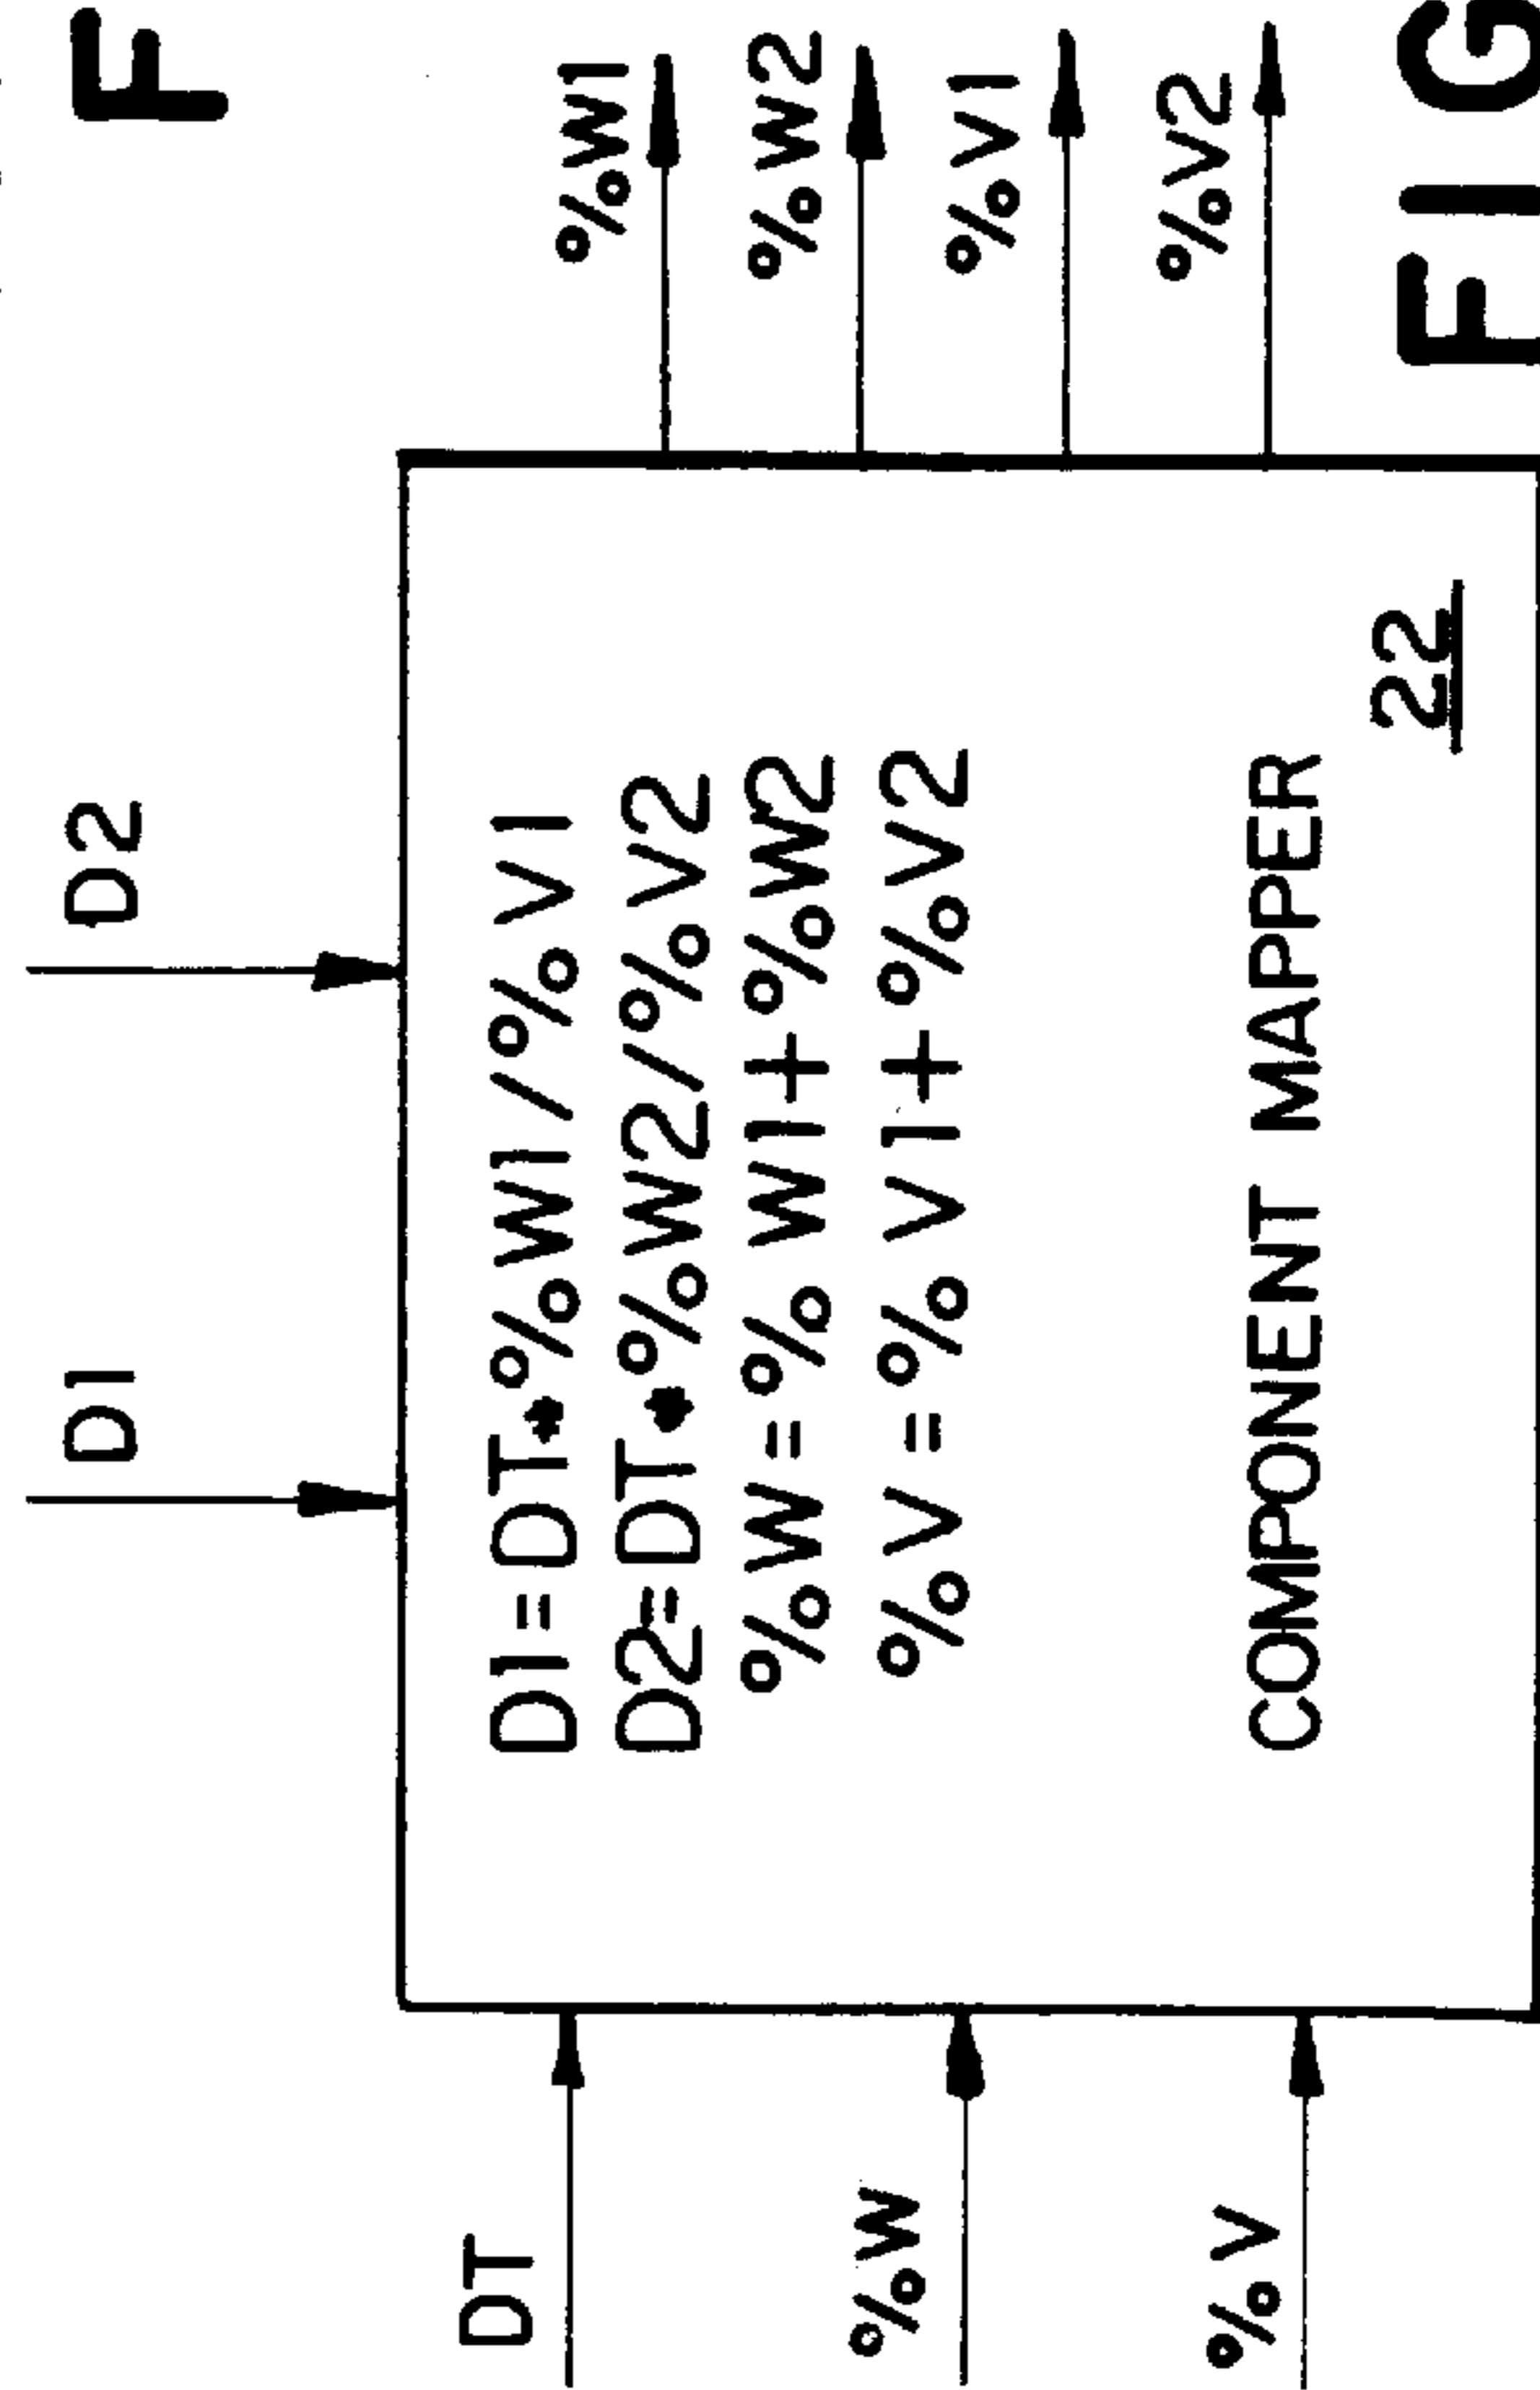 F
D1
D2
DT
%W
%V
D1=DT*%W1/%V1
D2=DT*%W2/%V2
%W=% W1+%W2
%V=% V1+%V2
COMPONENT MAPPER
22
%W1
%W2
%V1
%V2
FIG